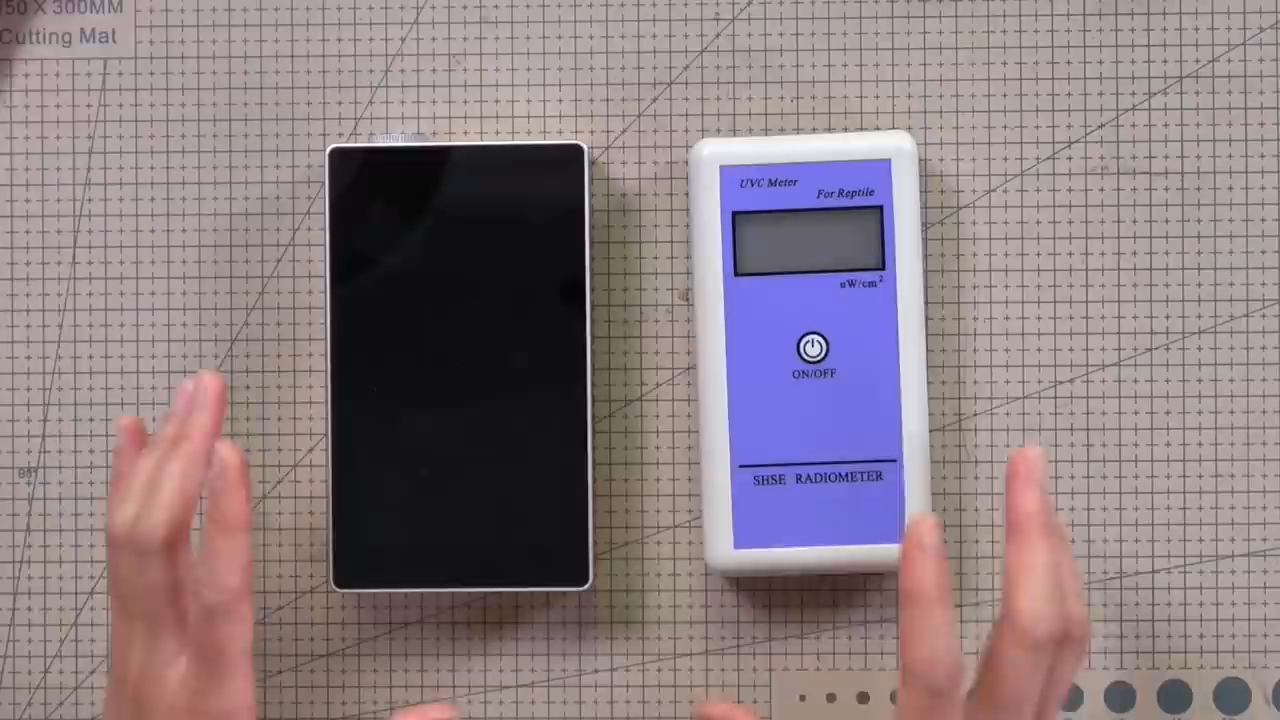 50 X 300MM
Cutting Mat
UVC Meter
For Reptile
uW/cm²
ON/OFF
SHSE RADIOMETER